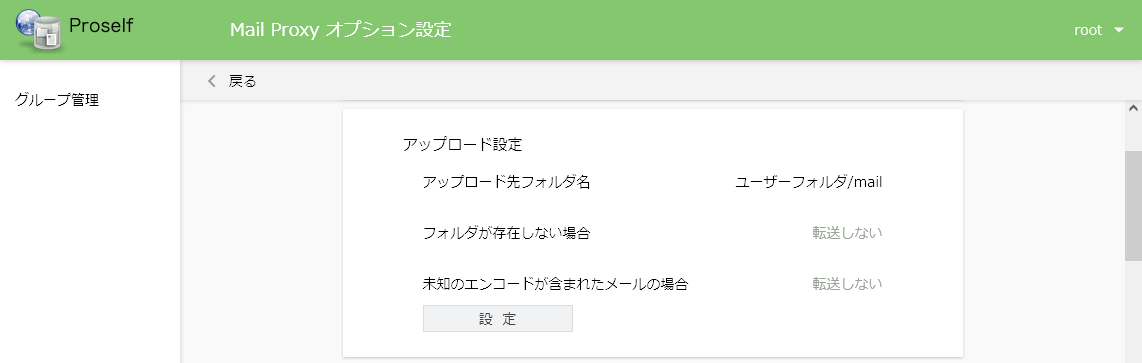 Proself
Mail Proxy オプション設定
root
グループ管理
戻る
アップロード設定
アップロード先フォルダ名 ユーザーフォルダ/mail
フォルダが存在しない場合 転送しない
未知のエンコードが含まれたメールの場合 転送しない
設 定